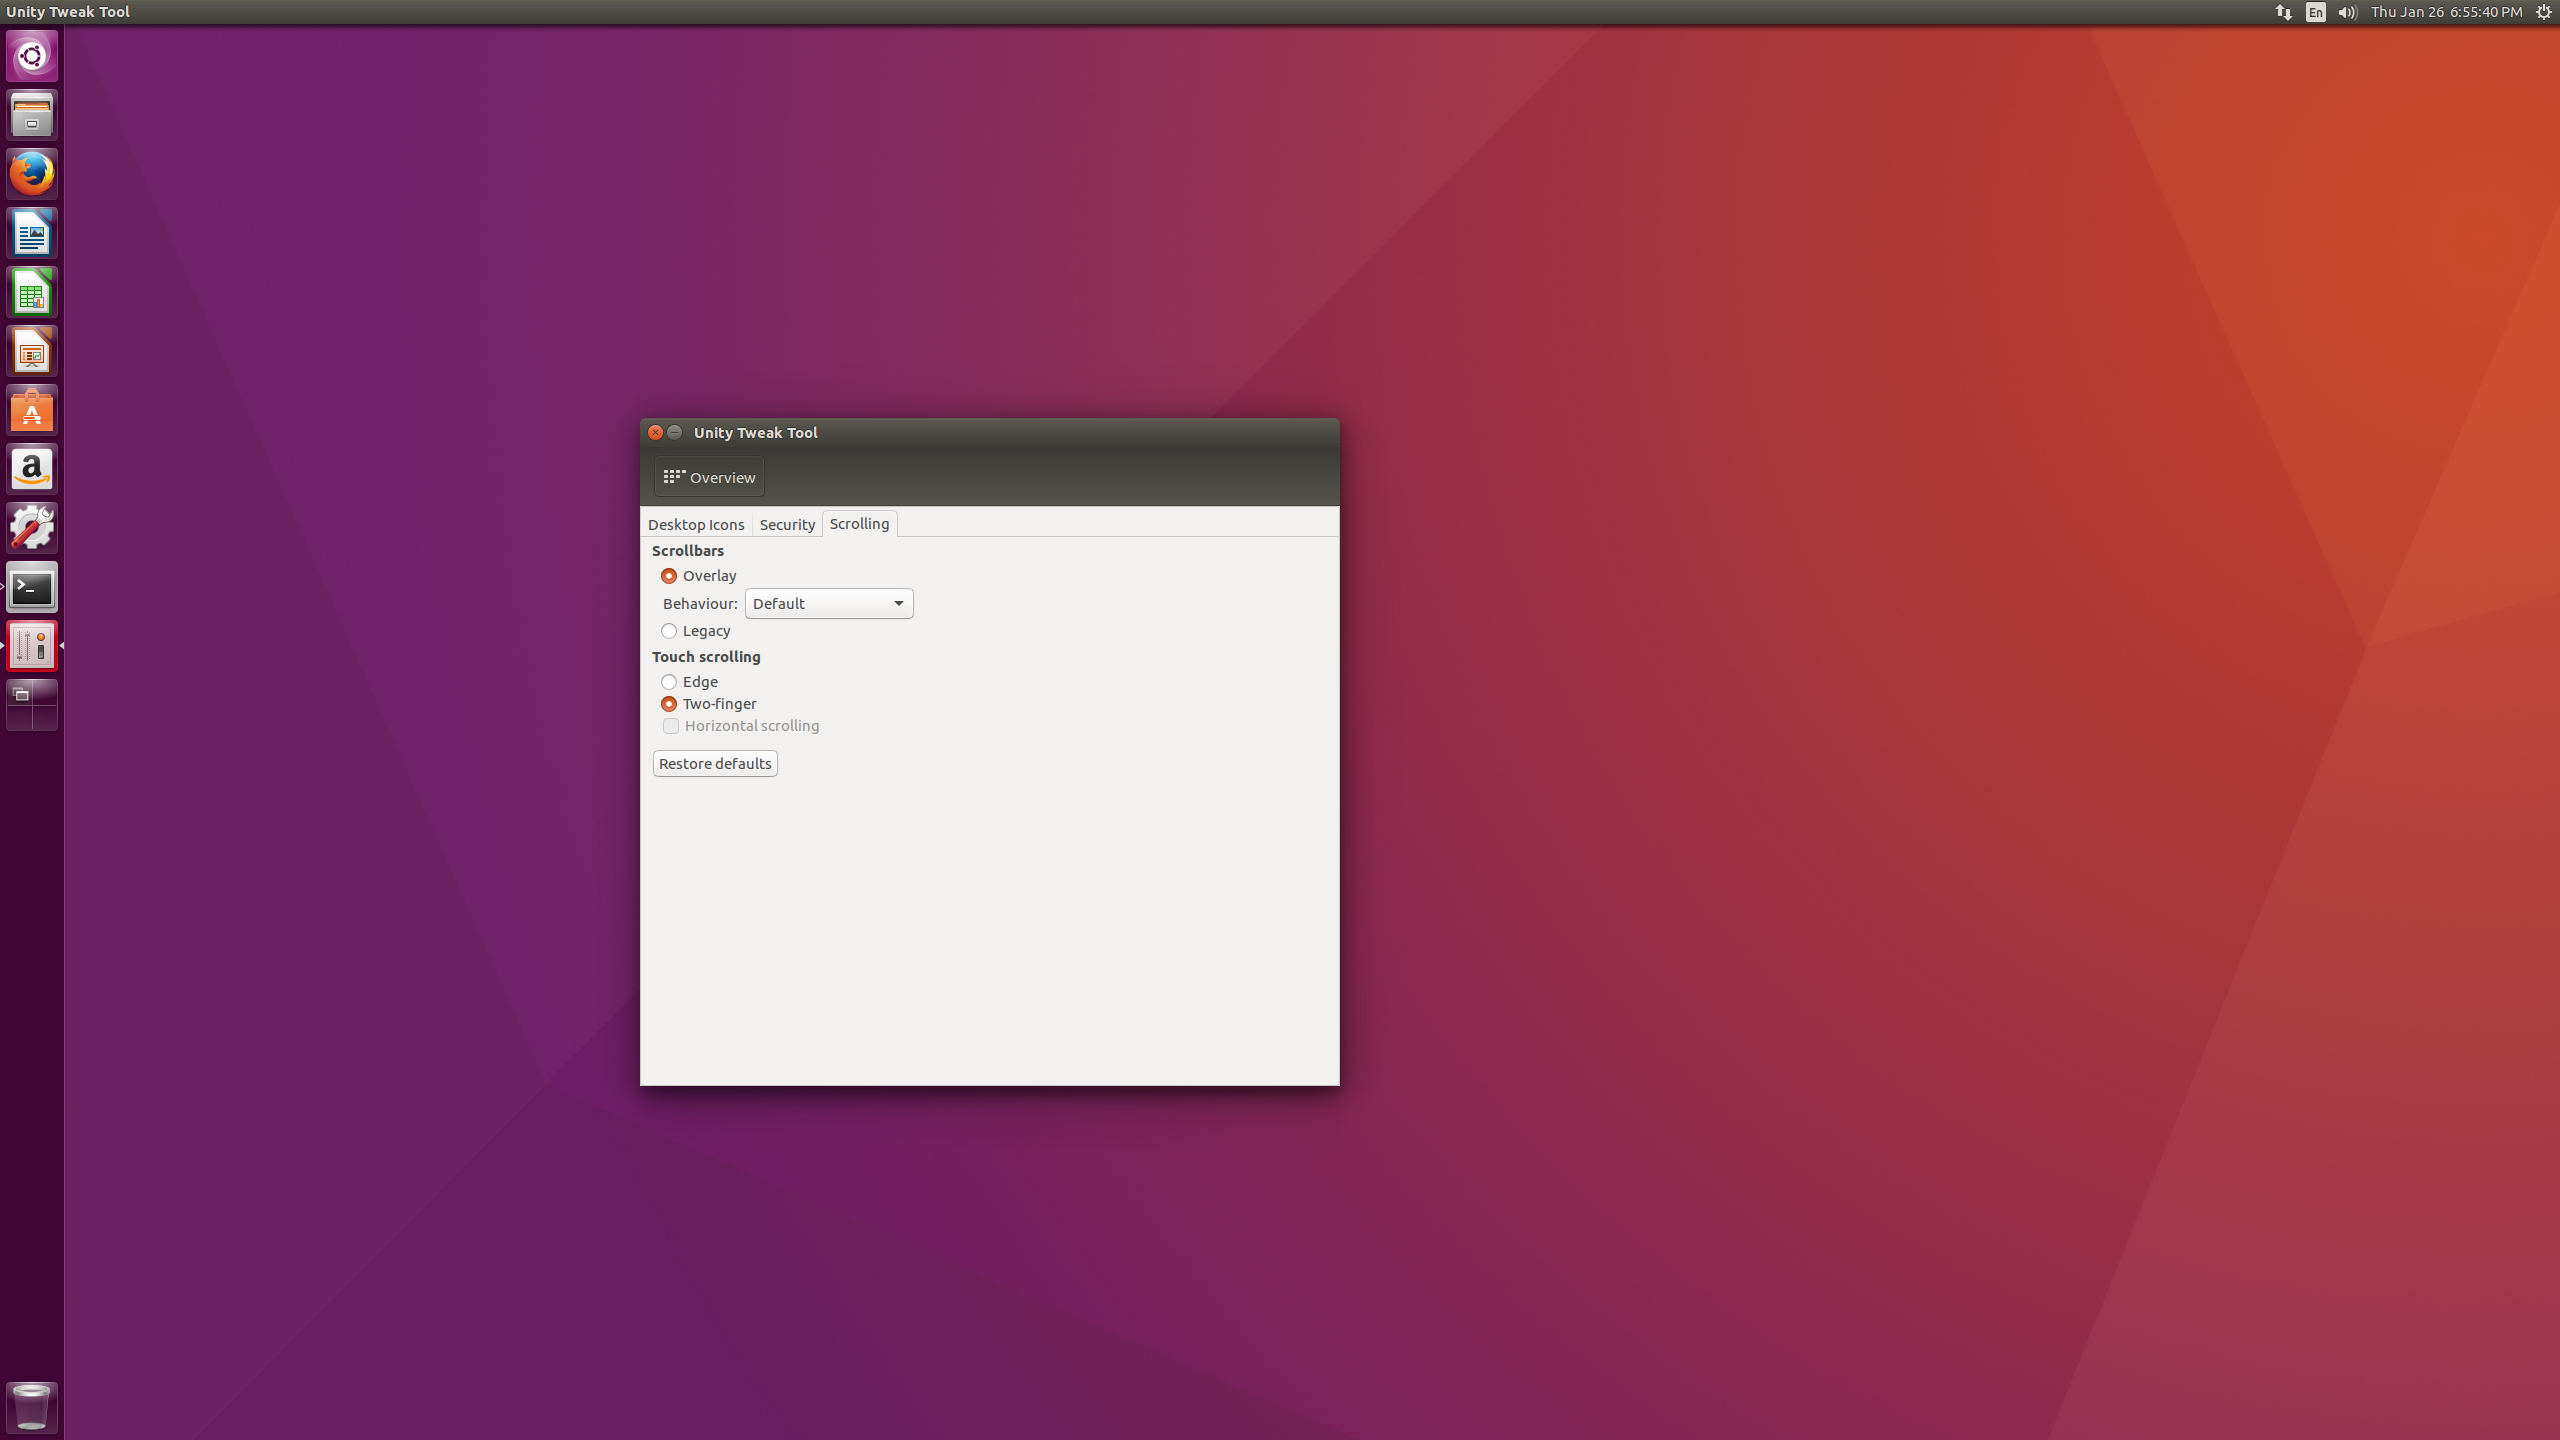 Unity Tweak Tool
En
Thu Jan 26 6:55:40 PM
Unity Tweak Tool
Overview
Desktop Icons Security Scrolling
Scrollbars
Overlay
Behaviour: Default
Legacy
Touch scrolling
Edge
Two-finger
Horizontal scrolling
Restore defaults